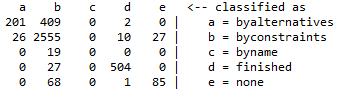 a b c d e <-- classified as
201 409 0 2 0 | a = byalternatives
26 2555 0 10 27 | b = byconstraints
0 19 0 0 0 | c = byname
0 27 0 504 0 | d = finished
0 68 0 1 85 | e = none